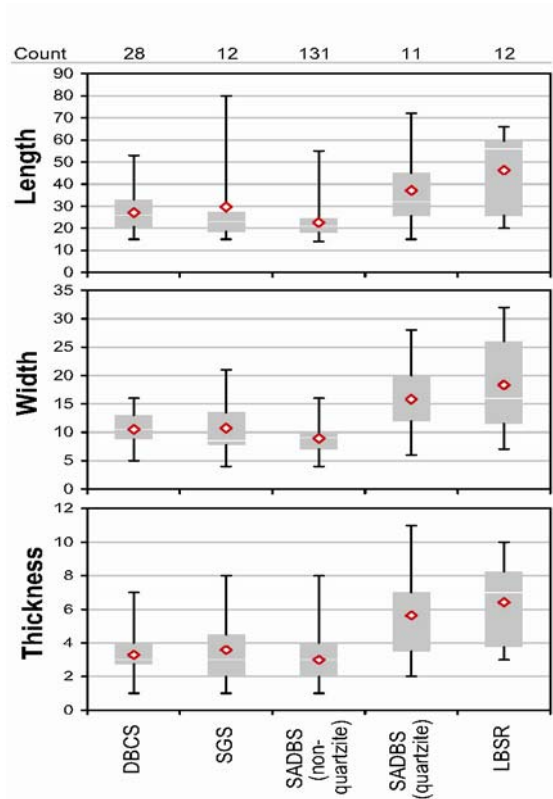 Count 28 12 131 11 12
Length
90
80
70
60
50
40
30
20
10
0
Width
35
30
25
20
15
10
5
0
Thickness
12
10
8
6
4
2
0
DBCS
SGS
SADBS
(non-
quartzite)
SADBS
(quartzite)
LBSR